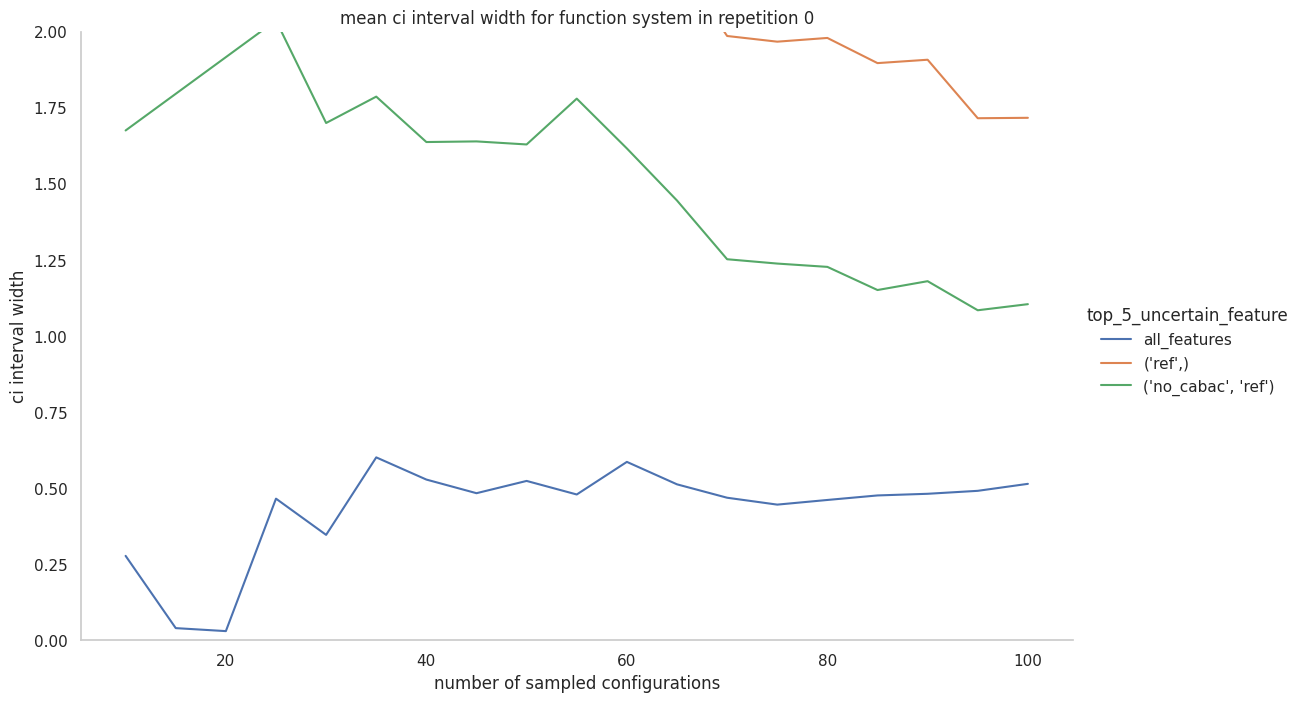 mean ci interval width for function system in repetition 0
2.00
1.75
1.50
1.25
1.00
0.75
0.50
0.25
0.00
ci interval width
20
40
60
80
100
number of sampled configurations
top_5_uncertain_feature
all_features
('ref',)
('no_cabac', 'ref')